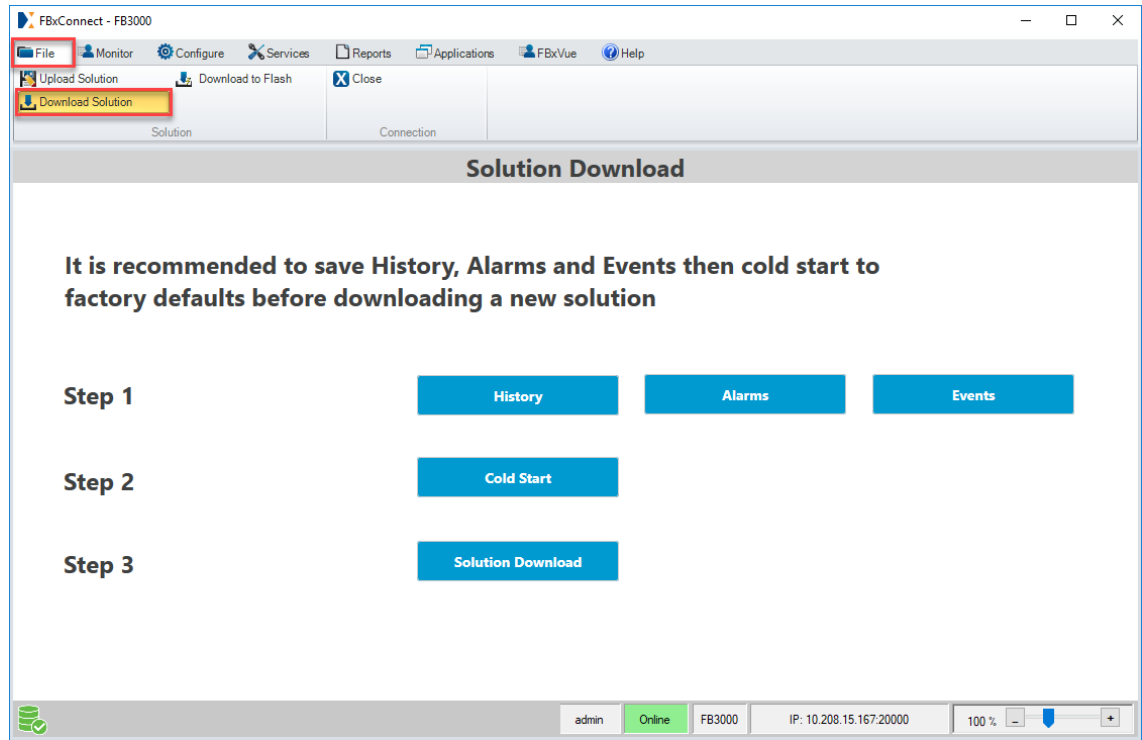 FBxConnect - FB3000
File Monitor Configure Services Reports Applications FBxVue Help
Upload Solution Download to Flash Close
Download Solution
Solution Connection
Solution Download
It is recommended to save History, Alarms and Events then cold start to
factory defaults before downloading a new solution
Step 1 History Alarms Events
Step 2 Cold Start
Step 3 Solution Download
admin Online FB3000 IP: 10.208.15.167:20000 100 %